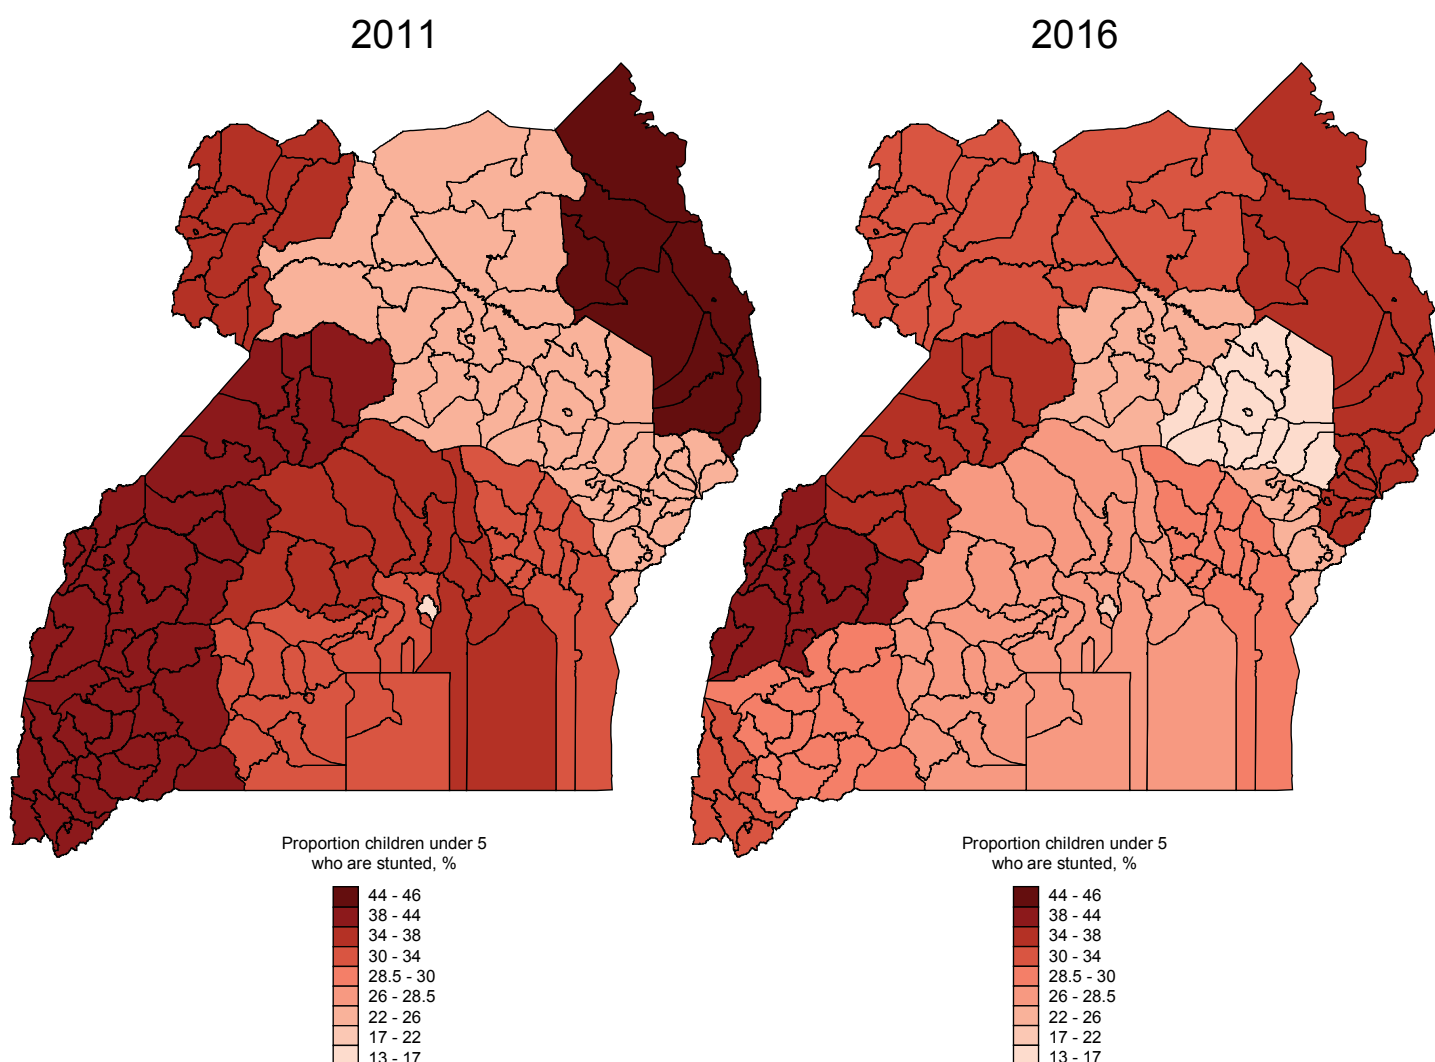 2011
2016
Proportion children under 5
who are stunted, %
44 - 46
38 - 44
34 - 38
30 - 34
28.5 - 30
26 - 28.5
22 - 26
17 - 22
13 - 17
Proportion children under 5
who are stunted, %
44 - 46
38 - 44
34 - 38
30 - 34
28.5 - 30
26 - 28.5
22 - 26
17 - 22
13 - 17